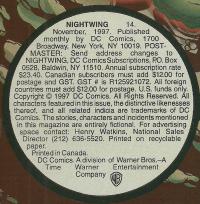 NIGHTWING 14.
November, 1997. Published
monthly by DC Comics, 1700
Broadway, New York, NY 10019. POST-
MASTER: Send address changes to
NIGHTWING, DC Comics Subscriptions, PO. Box
0528, Baldwin, NY 11510. Annual subscription rate
$23.40. Canadian subscribers must add $12.00 for
postage and GST. GST # is R125921072. All foreign
countries must add $12.00 for postage. U.S. funds only.
Copyright © 1997 DC Comics. All Rights Reserved. All
characters featured in this issue, the distinctive likenesses
thereof, and all related indicia are trademarks of DC
Comics. The stories, characters and incidents mentioned
in this magazine are entirely fictional. For advertising
space contact: Henry Watkins, National Sales
Director (212) 636-5520. Printed on recyclable
paper.
Printed in Canada.
DC Comics. A division of Warner Bros.–A
Time Warner Entertainment
Company
WB